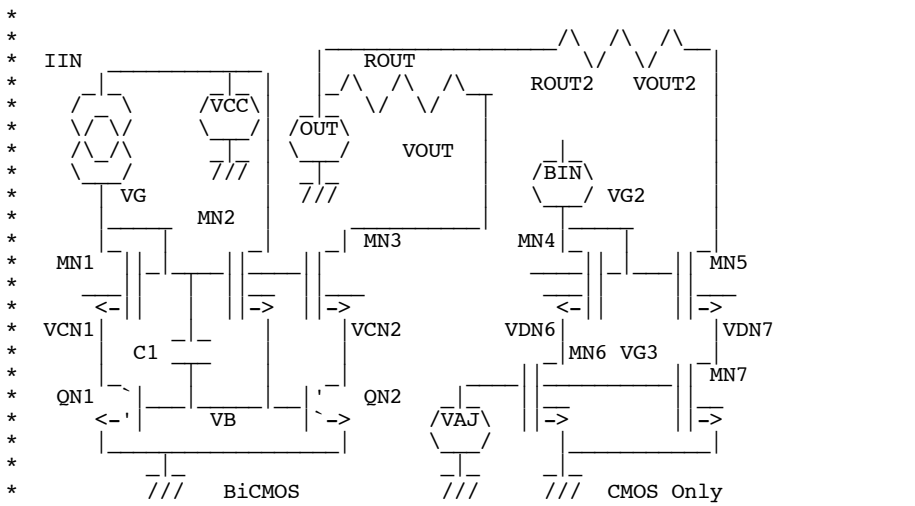 IIN ROUT
VCC ROUT2 VOUT2
OUT
VOUT
BIN
VG VG2
MN2
MN3 MN4
MN1 MN5
VCN1 VCN2 VDN6 VDN7
C1 MN6 VG3
MN7
QN1 QN2
VB VAJ
BiCMOS CMOS Only